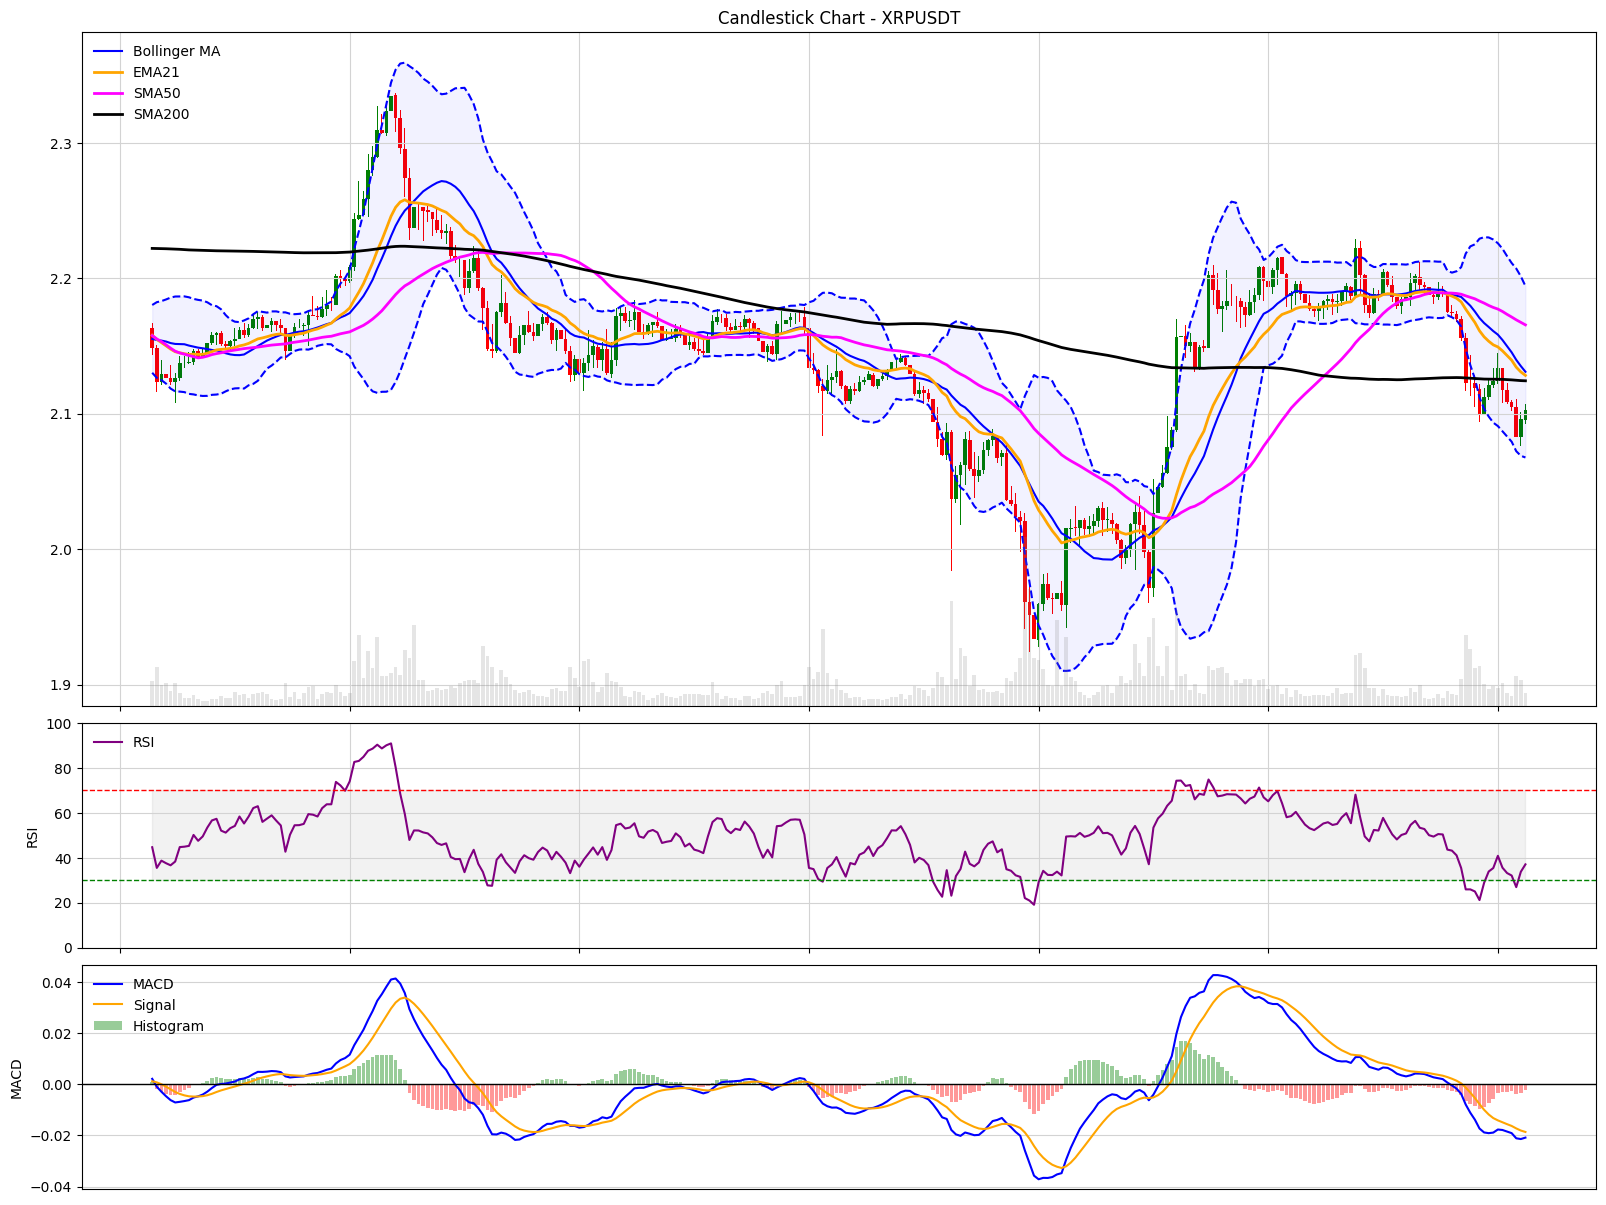 Candlestick Chart - XRPUSDT
Bollinger MA
EMA21
SMA50
SMA200
2.3
2.2
2.1
2.0
1.9
RSI
100
80
60
40
20
0
RSI
MACD
Signal
Histogram
0.04
0.02
0.00
−0.02
−0.04
MACD